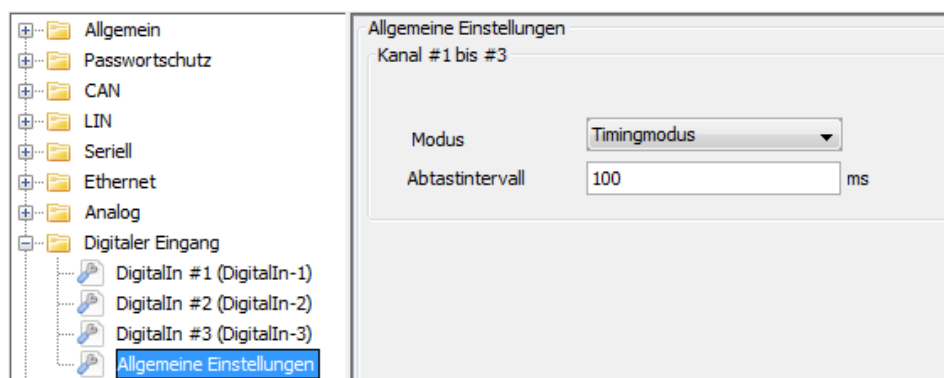 Allgemein
Passwortschutz
CAN
LIN
Seriell
Ethernet
Analog
Digitaler Eingang
DigitalIn #1 (DigitalIn-1)
DigitalIn #2 (DigitalIn-2)
DigitalIn #3 (DigitalIn-3)
Allgemeine Einstellungen
Allgemeine Einstellungen
Kanal #1 bis #3
Modus Timingmodus
Abtastintervall 100 ms